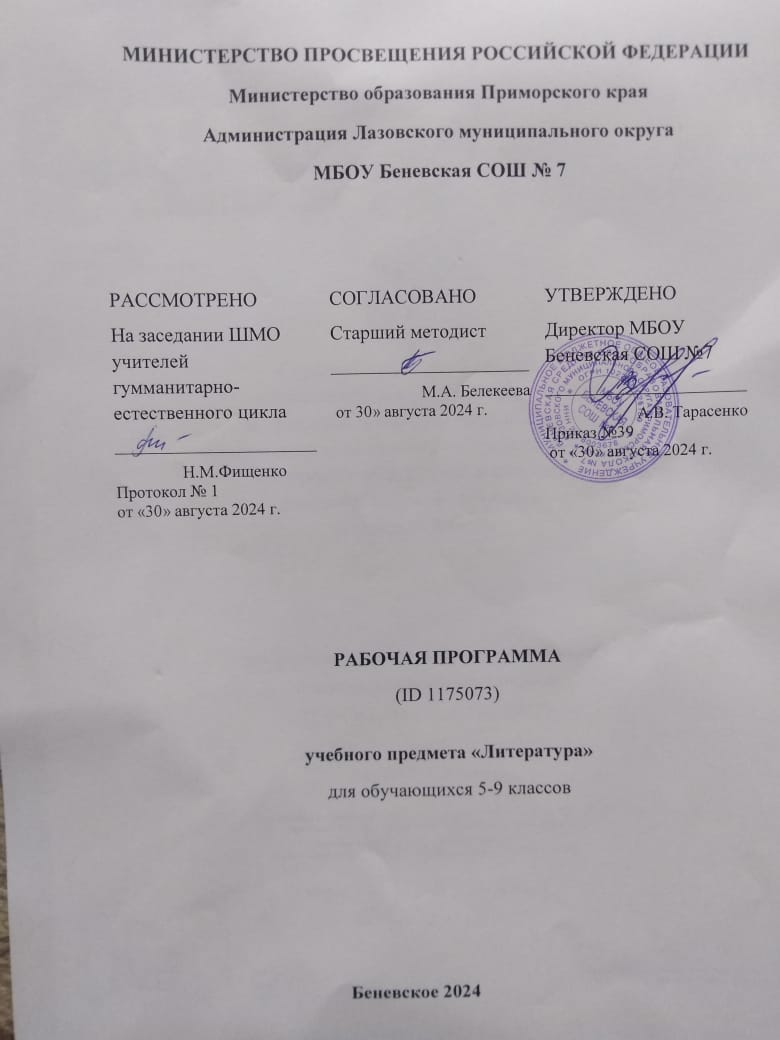 МИНИСТЕРСТВО ПРОСВЕЩЕНИЯ РОССИЙСКОЙ ФЕДЕРАЦИИ
Министерство образования Приморского края
Администрация Лазовского муниципального округа
МБОУ Беневская СОШ № 7
РАССМОТРЕНО
На заседании ШМО
учителей
гумманитарно-
естественного цикла
Н.М.Фищенко
Протокол № 1
от «30» августа 2024 г.
СОГЛАСОВАНО
Старший методист
М.А. Белекеева
от 30» августа 2024 г.
УТВЕРЖДЕНО
Директор МБОУ
Беневская СОШ №7
А.В. Тарасенко
Приказ №39
от «30» августа 2024 г.
РАБОЧАЯ ПРОГРАММА
(ID 1175073)
учебного предмета «Литература»
для обучающихся 5-9 классов
Беневское 2024